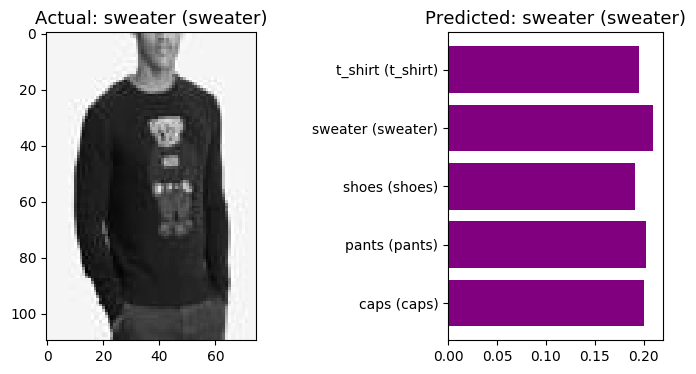 Actual: sweater (sweater)
0
20
40
60
80
100
0
20
40
60
Predicted: sweater (sweater)
t_shirt (t_shirt)
sweater (sweater)
shoes (shoes)
pants (pants)
caps (caps)
0.00
0.05
0.10
0.15
0.20